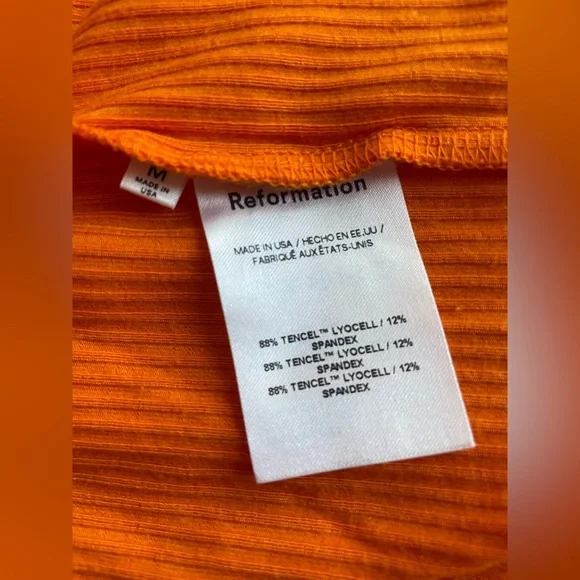 M
MADE IN
USA
Reformation
MADE IN USA / HECHO EN EE.UU /
FABRIQUÉ AUX ÉTATS-UNIS
88% TENCEL™ LYOCELL / 12%
SPANDEX
88% TENCEL™ LYOCELL / 12%
SPANDEX
88% TENCEL™ LYOCELL / 12%
SPANDEX